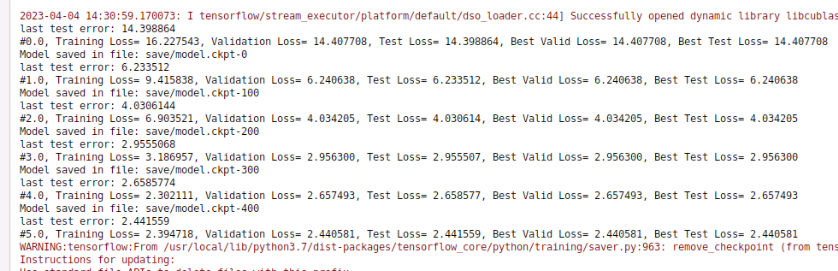 2023-04-04 14:30:59.170073: I tensorflow/stream_executor/platform/default/dso_loader.cc:44] Successfully opened dynamic library libcublas
last test error: 14.398864
#0.0, Training Loss= 16.227543, Validation Loss= 14.407708, Test Loss= 14.398864, Best Valid Loss= 14.407708, Best Test Loss= 14.407708
Model saved in file: save/model.ckpt-0
last test error: 6.233512
#1.0, Training Loss= 9.415838, Validation Loss= 6.240638, Test Loss= 6.233512, Best Valid Loss= 6.240638, Best Test Loss= 6.240638
Model saved in file: save/model.ckpt-100
last test error: 4.0306144
#2.0, Training Loss= 6.903521, Validation Loss= 4.034205, Test Loss= 4.030614, Best Valid Loss= 4.034205, Best Test Loss= 4.034205
Model saved in file: save/model.ckpt-200
last test error: 2.9555068
#3.0, Training Loss= 3.186957, Validation Loss= 2.956300, Test Loss= 2.955507, Best Valid Loss= 2.956300, Best Test Loss= 2.956300
Model saved in file: save/model.ckpt-300
last test error: 2.6585774
#4.0, Training Loss= 2.302111, Validation Loss= 2.657493, Test Loss= 2.658577, Best Valid Loss= 2.657493, Best Test Loss= 2.657493
Model saved in file: save/model.ckpt-400
last test error: 2.441559
#5.0, Training Loss= 2.394718, Validation Loss= 2.440581, Test Loss= 2.441559, Best Valid Loss= 2.440581, Best Test Loss= 2.440581
WARNING:tensorflow:From /usr/local/lib/python3.7/dist-packages/tensorflow_core/python/training/saver.py:963: remove_checkpoint (from tens
Instructions for updating: